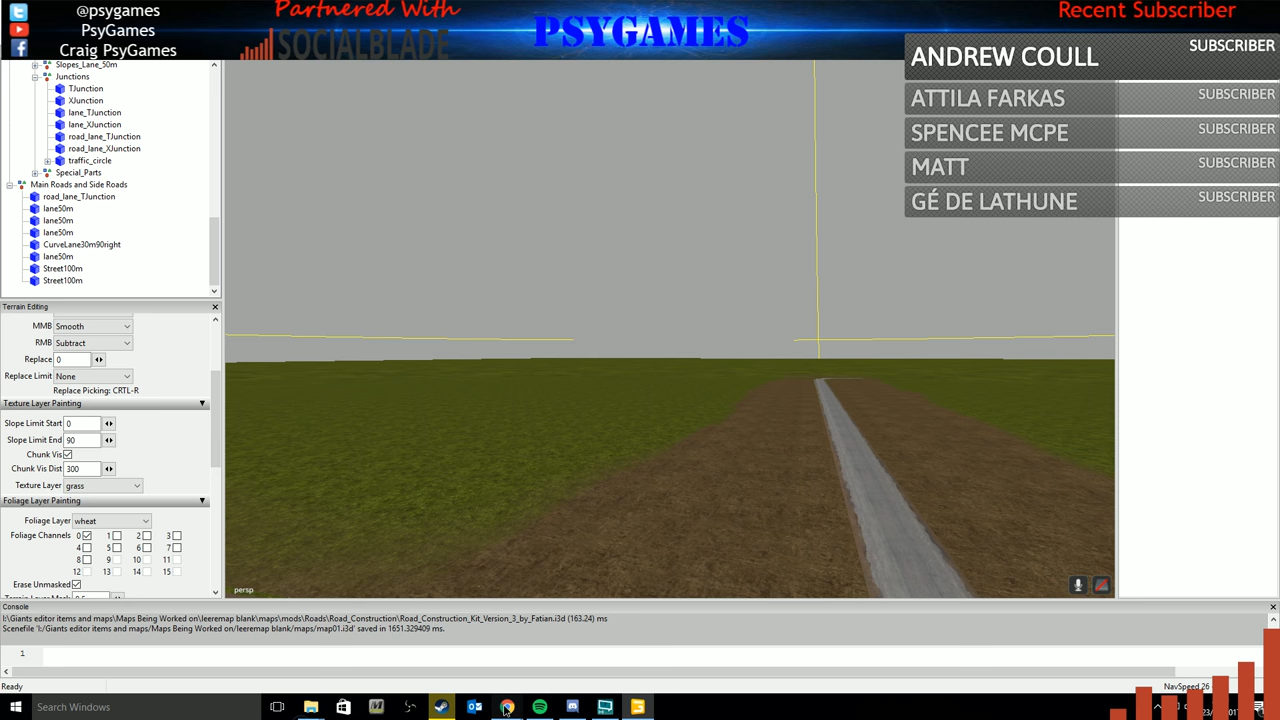 @psygames
PsyGames
Craig PsyGames
Partnered With
SOCIALBLADE
PSYGAMES
Recent Subscriber
ANDREW COULL SUBSCRIBER
ATTILA FARKAS SUBSCRIBER
SPENCEE MCPE SUBSCRIBER
MATT SUBSCRIBER
GÉ DE LATHUNE SUBSCRIBER
Slopes_Lane_50m
Junctions
TJunction
XJunction
lane_TJunction
lane_XJunction
road_lane_TJunction
road_lane_XJunction
traffic_circle
Special_Parts
Main Roads and Side Roads
road_lane_TJunction
lane50m
lane50m
lane50m
CurveLane30m90right
lane50m
Street100m
Street100m
Terrain Editing
MMB Smooth
RMB Subtract
Replace 0
Replace Limit None
Replace Picking: CRTL-R
Texture Layer Painting
Slope Limit Start 0
Slope Limit End 90
Chunk Vis
Chunk Vis Dist 300
Texture Layer grass
Foliage Layer Painting
Foliage Layer wheat
Foliage Channels 0 1 2 3
4 5 6 7
8 9 10 11
12 13 14 15
Erase Unmasked
persp
Console
I:\Giants editor items and maps\Maps Being Worked on\leeremap blank\maps\mods\Roads\Road_Construction\Road_Construction_Kit_Version_3_by_Fatian.i3d (163.24) ms
Scenefile 'I:/Giants editor items and maps/Maps Being Worked on/leeremap blank/maps/map01.i3d' saved in 1651.329409 ms.
1
Ready
NavSpeed 26
Search Windows